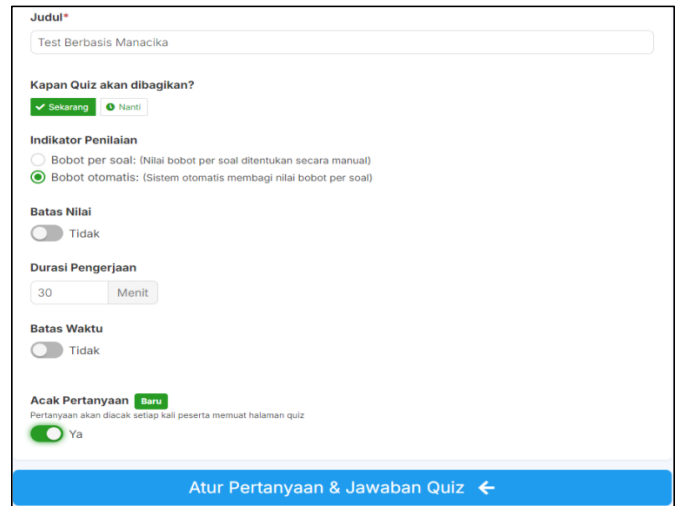 Judul*
Test Berbasis Manacika
Kapan Quiz akan dibagikan?
Sekarang Nanti
Indikator Penilaian
Bobot per soal: (Nilai bobot per soal ditentukan secara manual)
Bobot otomatis: (Sistem otomatis membagi nilai bobot per soal)
Batas Nilai
Tidak
Durasi Pengerjaan
30 Menit
Batas Waktu
Tidak
Acak Pertanyaan Baru
Pertanyaan akan diacak setiap kali peserta memuat halaman quiz
Ya
Atur Pertanyaan & Jawaban Quiz